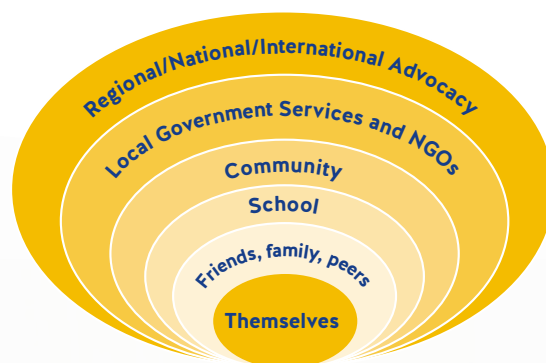 Regional/National/International Advocacy
Local Government Services and NGOs
Community
School
Friends, family, peers
Themselves